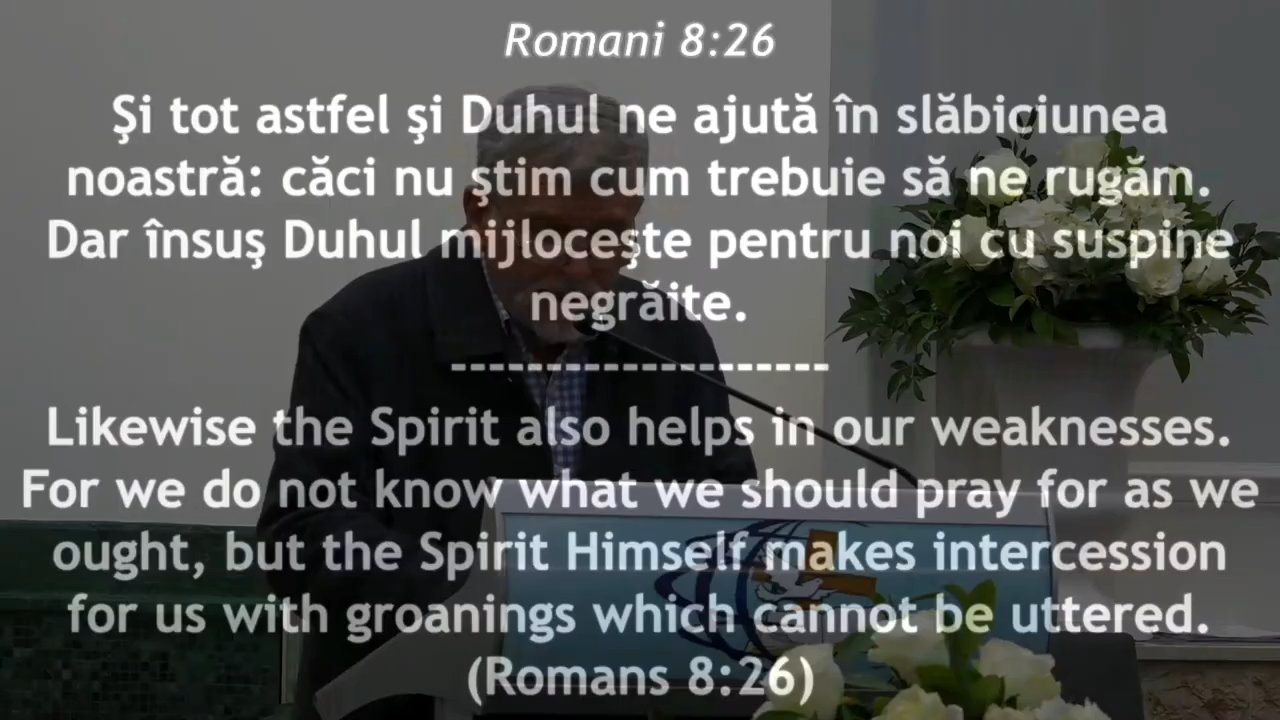 Romani 8:26
Şi tot astfel şi Duhul ne ajută în slăbiciunea
noastră: căci nu ştim cum trebuie să ne rugăm.
Dar însuş Duhul mijloceşte pentru noi cu suspine
negrăite.
--------------------
Likewise the Spirit also helps in our weaknesses.
For we do not know what we should pray for as we
ought, but the Spirit Himself makes intercession
for us with groanings which cannot be uttered.
(Romans 8:26)